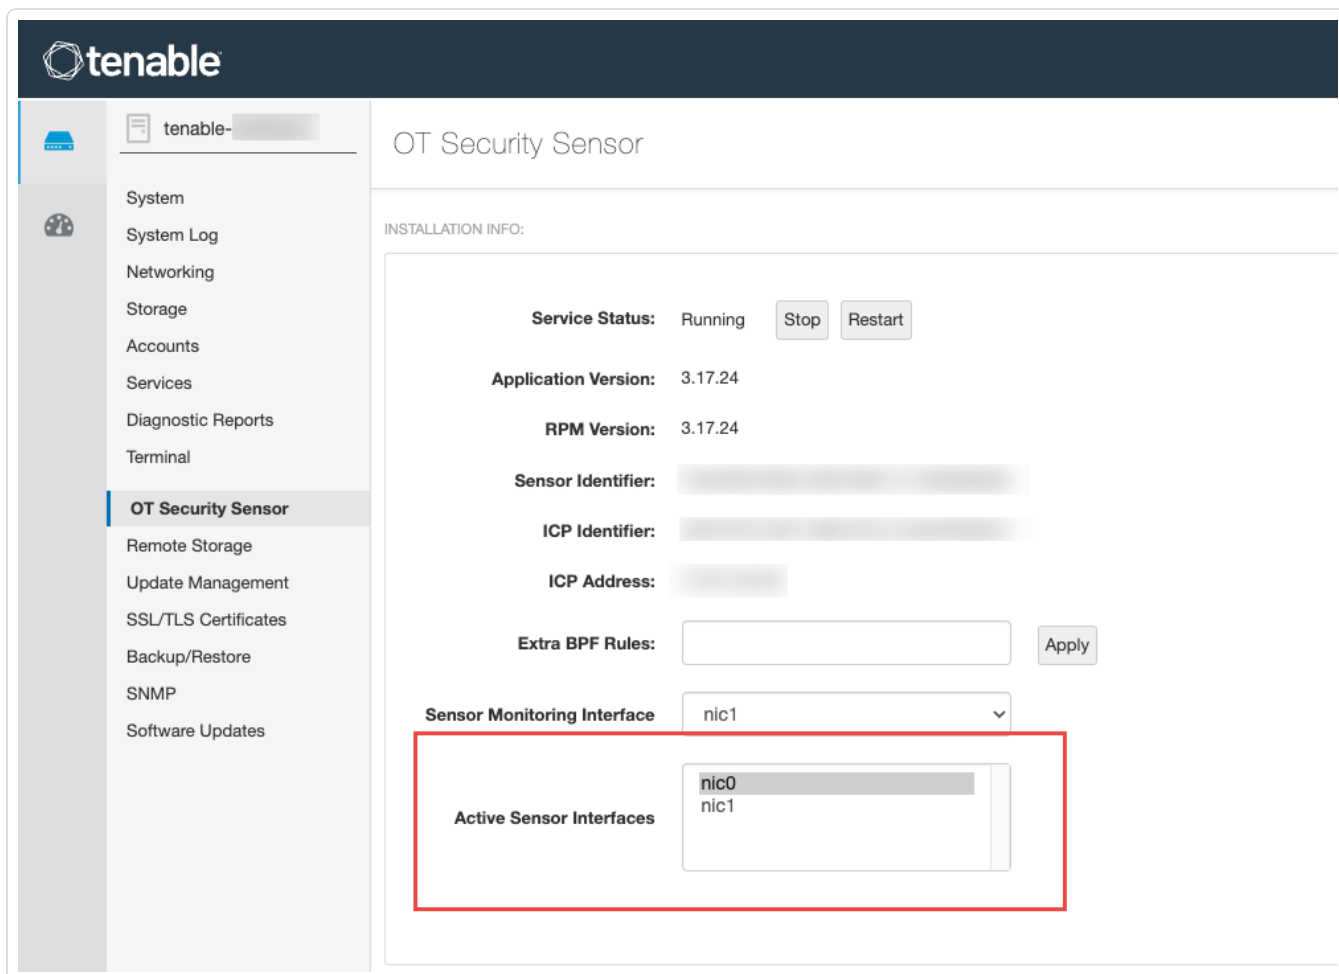 tenable
tenable-
System
System Log
Networking
Storage
Accounts
Services
Diagnostic Reports
Terminal
OT Security Sensor
Remote Storage
Update Management
SSL/TLS Certificates
Backup/Restore
SNMP
Software Updates
OT Security Sensor
INSTALLATION INFO:
Service Status: Running Stop Restart
Application Version: 3.17.24
RPM Version: 3.17.24
Sensor Identifier:
ICP Identifier:
ICP Address:
Extra BPF Rules: Apply
Sensor Monitoring Interface nic1
Active Sensor Interfaces
nic0
nic1